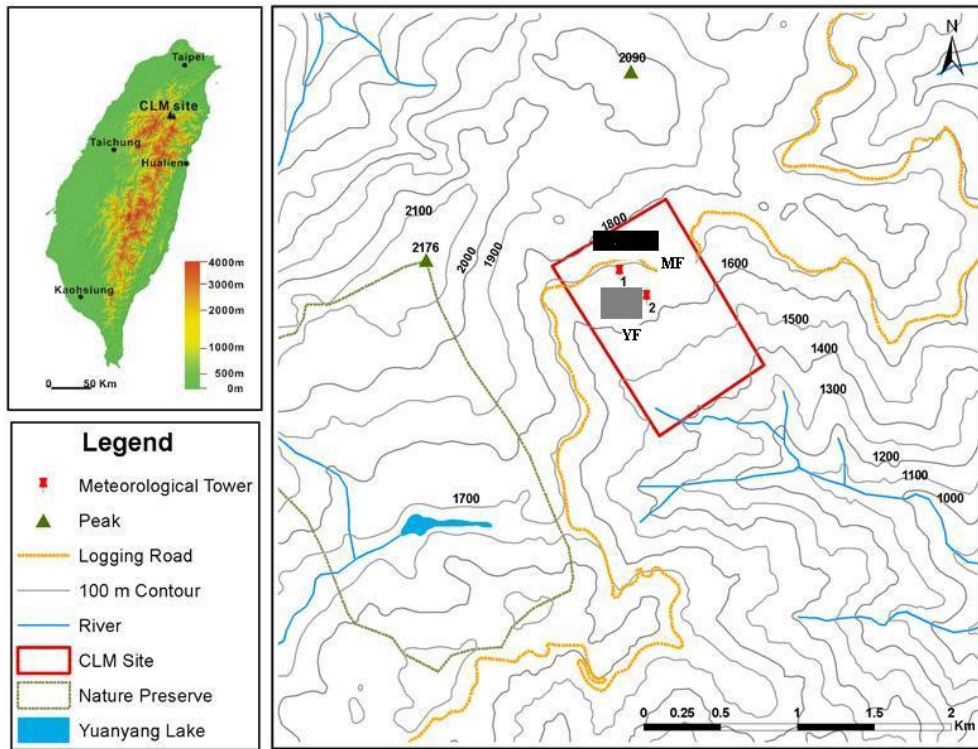 Taipei
CLM site
Taichung
Hualien
Kaohsiung
4000m
3000m
2000m
1000m
500m
0m
0 50 Km
Legend
Meteorological Tower
Peak
Logging Road
100 m Contour
River
CLM Site
Nature Preserve
Yuanyang Lake
N
2090
2100
2176
2000
1900
1800
MF
1
2
YF
1600
1500
1400
1300
1200
1100
1000
1700
0 0.25 0.5 1 1.5 2
Km